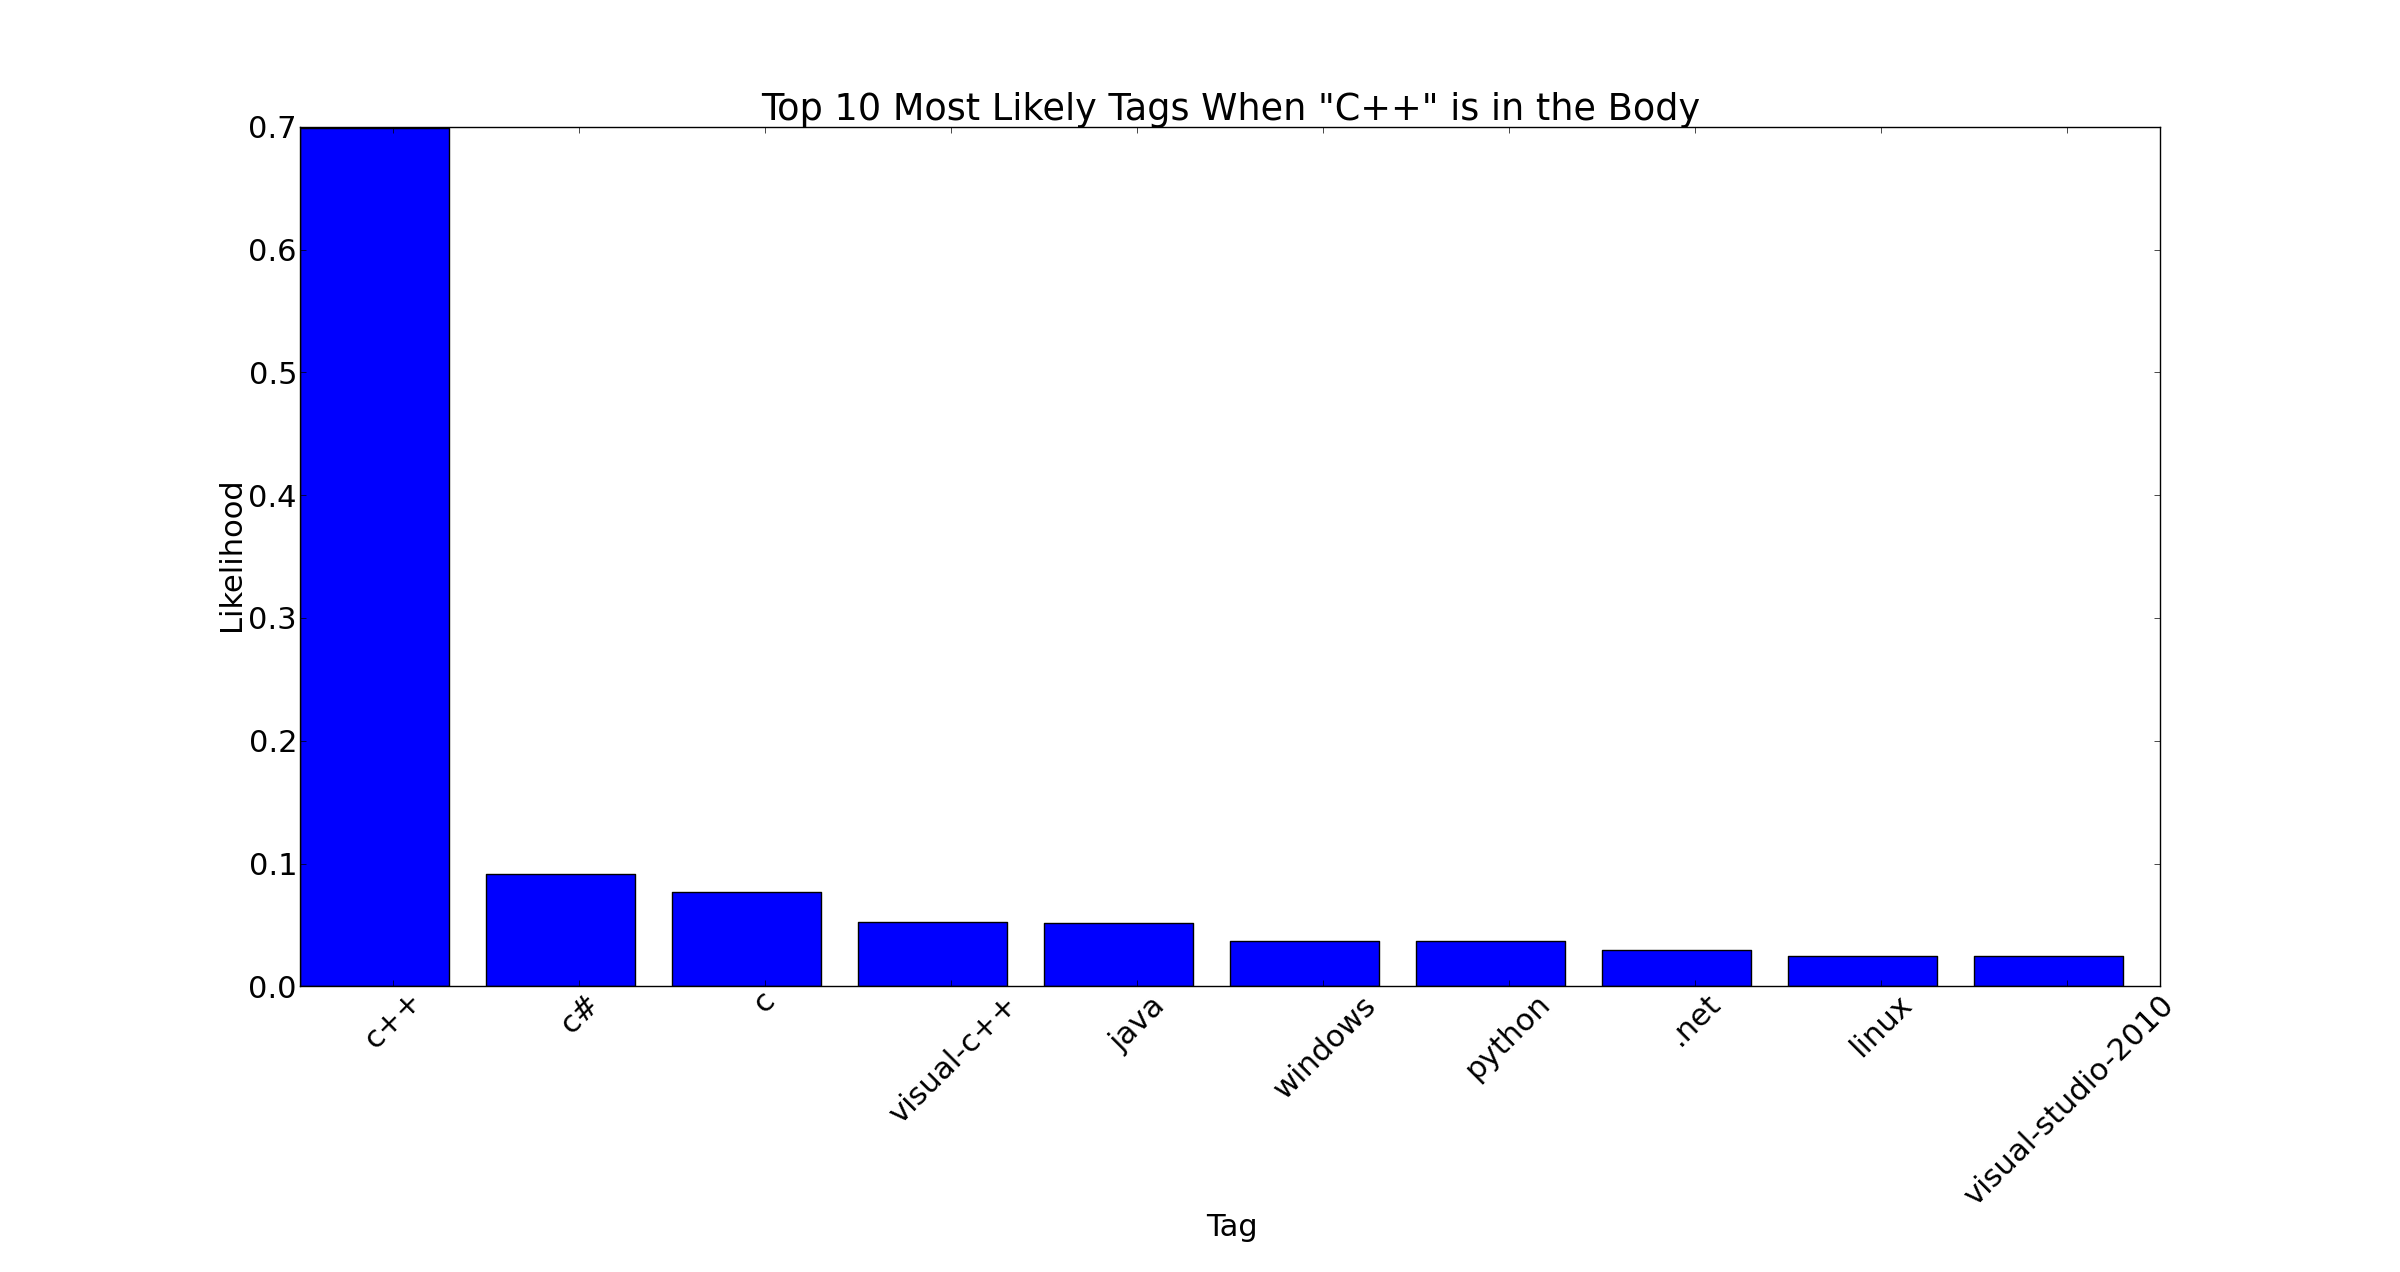 Top 10 Most Likely Tags When "C++" is in the Body
0.7
0.6
0.5
0.4
0.3
0.2
0.1
0.0
Likelihood
c++
c#
c
visual-c++
java
windows
python
.net
linux
visual-studio-2010
Tag